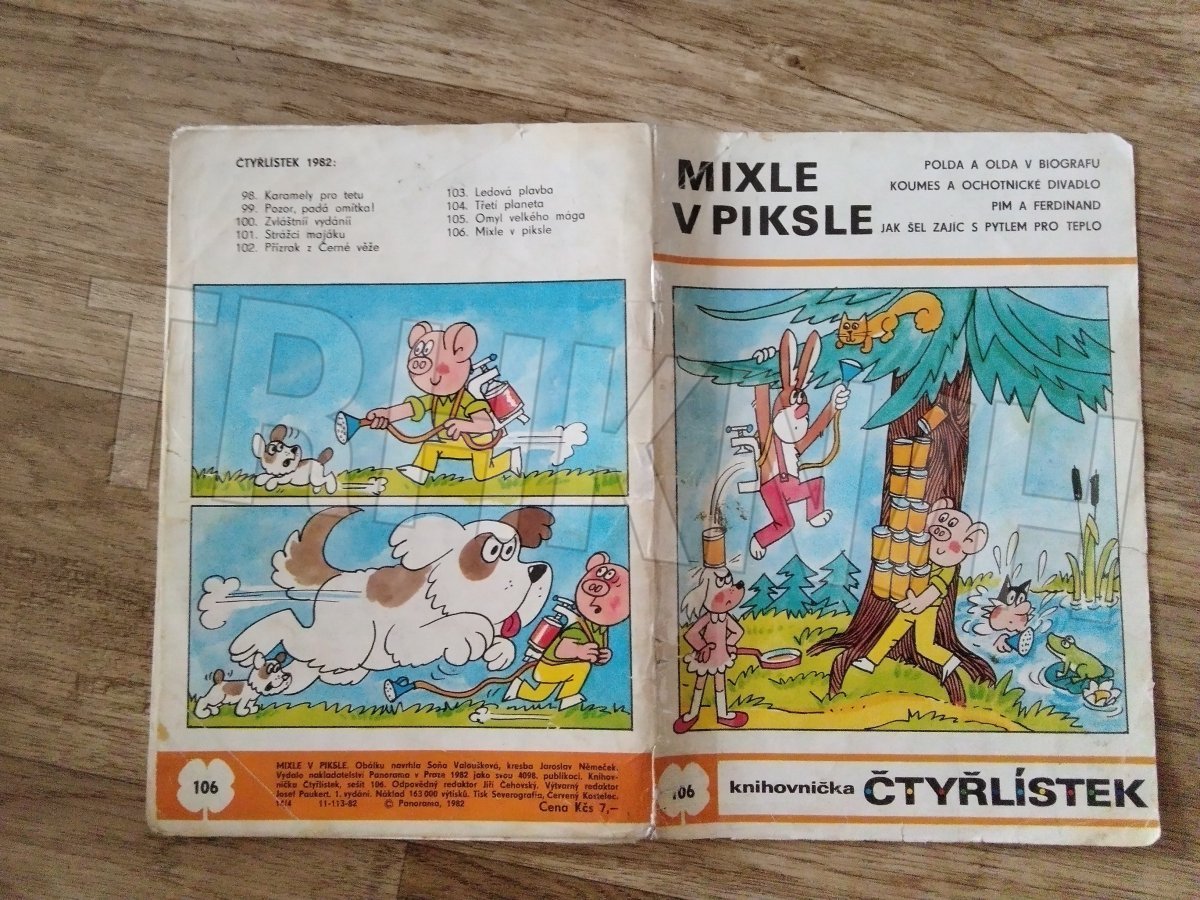 ČTYŘLÍSTEK 1982:
98. Karamely pro tetu
99. Pozor, padá omítka!
100. Zvláštní vydání
101. Strážci majáku
102. Přízrak z Černé věže
103. Ledová plavba
104. Třetí planeta
105. Omyl velkého mága
106. Mixle v piksle
106
MIXLE V PIKSLE. Obálku navrhla Soňa Valoušková, kresba Jaroslav Němeček.
Vydalo nakladatelství Panorama v Praze 1982 jako svou 4098. publikaci. Knihov-
nička Čtyřlístek, sešit 106. Odpovědný redaktor Jiří Čehovský. Výtvarný redaktor
Josef Paukert. 1. vydání. Náklad 163 000 výtisků. Tisk Severografia, Červený Kostelec.
14/4 11-113-82 © Panorama, 1982
Cena Kčs 7,–
MIXLE
V PIKSLE
POLDA A OLDA V BIOGRAFU
KOUMES A OCHOTNICKÉ DIVADLO
PIM A FERDINAND
JAK ŠEL ZAJÍC S PYTLEM PRO TEPLO
106
knihovnička ČTYŘLÍSTEK